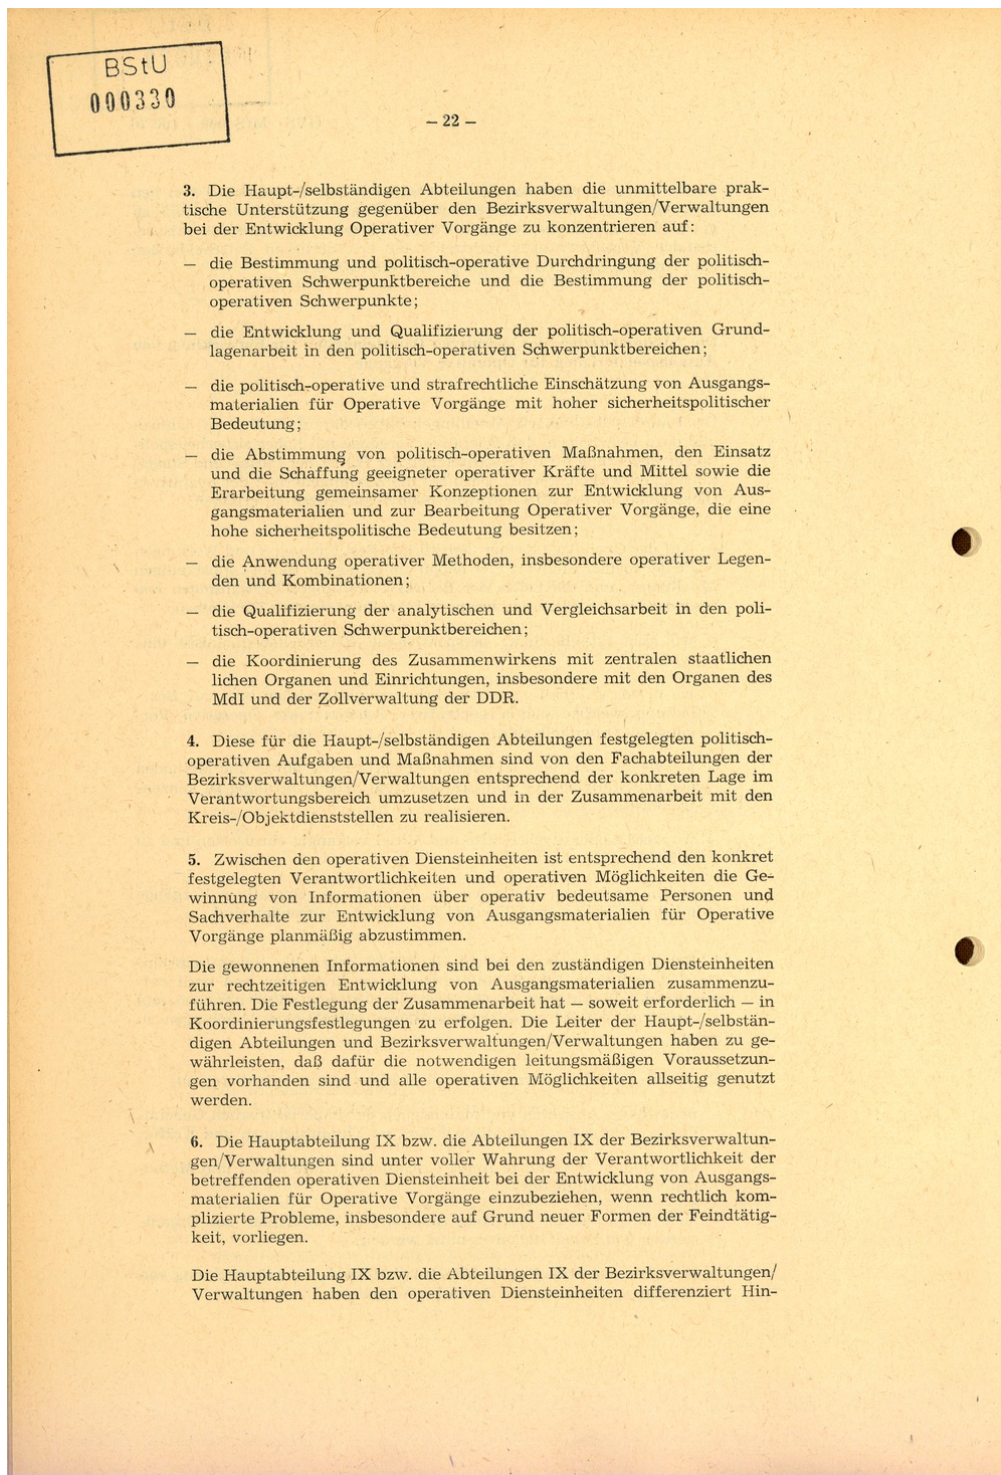 BStU
000330
– 22 –
3. Die Haupt-/selbständigen Abteilungen haben die unmittelbare prak-
tische Unterstützung gegenüber den Bezirksverwaltungen/Verwaltungen
bei der Entwicklung Operativer Vorgänge zu konzentrieren auf:
— die Bestimmung und politisch-operative Durchdringung der politisch-
operativen Schwerpunktbereiche und die Bestimmung der politisch-
operativen Schwerpunkte;
— die Entwicklung und Qualifizierung der politisch-operativen Grund-
lagenarbeit in den politisch-operativen Schwerpunktbereichen;
— die politisch-operative und strafrechtliche Einschätzung von Ausgangs-
materialien für Operative Vorgänge mit hoher sicherheitspolitischer
Bedeutung;
— die Abstimmung von politisch-operativen Maßnahmen, den Einsatz
und die Schaffung geeigneter operativer Kräfte und Mittel sowie die
Erarbeitung gemeinsamer Konzeptionen zur Entwicklung von Aus-
gangsmaterialien und zur Bearbeitung Operativer Vorgänge, die eine
hohe sicherheitspolitische Bedeutung besitzen;
— die Anwendung operativer Methoden, insbesondere operativer Legen-
den und Kombinationen;
— die Qualifizierung der analytischen und Vergleichsarbeit in den poli-
tisch-operativen Schwerpunktbereichen;
— die Koordinierung des Zusammenwirkens mit zentralen staatlichen
lichen Organen und Einrichtungen, insbesondere mit den Organen des
MdI und der Zollverwaltung der DDR.
4. Diese für die Haupt-/selbständigen Abteilungen festgelegten politisch-
operativen Aufgaben und Maßnahmen sind von den Fachabteilungen der
Bezirksverwaltungen/Verwaltungen entsprechend der konkreten Lage im
Verantwortungsbereich umzusetzen und in der Zusammenarbeit mit den
Kreis-/Objektdienststellen zu realisieren.
5. Zwischen den operativen Diensteinheiten ist entsprechend den konkret
festgelegten Verantwortlichkeiten und operativen Möglichkeiten die Ge-
winnung von Informationen über operativ bedeutsame Personen und
Sachverhalte zur Entwicklung von Ausgangsmaterialien für Operative
Vorgänge planmäßig abzustimmen.
Die gewonnenen Informationen sind bei den zuständigen Diensteinheiten
zur rechtzeitigen Entwicklung von Ausgangsmaterialien zusammenzu-
führen. Die Festlegung der Zusammenarbeit hat — soweit erforderlich — in
Koordinierungsfestlegungen zu erfolgen. Die Leiter der Haupt-/selbstän-
digen Abteilungen und Bezirksverwaltungen/Verwaltungen haben zu ge-
währleisten, daß dafür die notwendigen leitungsmäßigen Voraussetzun-
gen vorhanden sind und alle operativen Möglichkeiten allseitig genutzt
werden.
6. Die Hauptabteilung IX bzw. die Abteilungen IX der Bezirksverwaltun-
gen/Verwaltungen sind unter voller Wahrung der Verantwortlichkeit der
betreffenden operativen Diensteinheit bei der Entwicklung von Ausgangs-
materialien für Operative Vorgänge einzubeziehen, wenn rechtlich kom-
plizierte Probleme, insbesondere auf Grund neuer Formen der Feindtätig-
keit, vorliegen.
Die Hauptabteilung IX bzw. die Abteilungen IX der Bezirksverwaltungen/
Verwaltungen haben den operativen Diensteinheiten differenziert Hin-